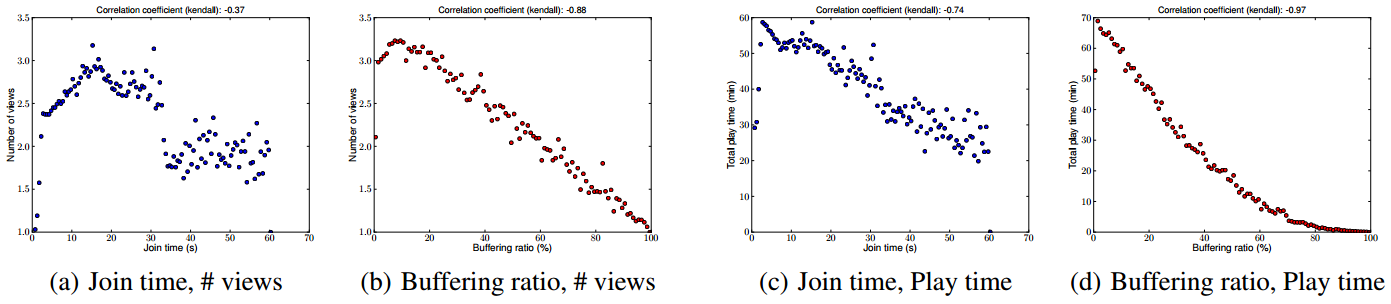 Correlation coefficient (kendall): -0.37
Number of views
3.5
3.0
2.5
2.0
1.5
1.0
0 10 20 30 40 50 60 70
Join time (s)
(a) Join time, # views
Correlation coefficient (kendall): -0.88
Number of views
3.5
3.0
2.5
2.0
1.5
1.0
0 20 40 60 80 100
Buffering ratio (%)
(b) Buffering ratio, # views
Correlation coefficient (kendall): -0.74
Total play time (min)
60
50
40
30
20
10
0
0 10 20 30 40 50 60 70
Join time (s)
(c) Join time, Play time
Correlation coefficient (kendall): -0.97
Total play time (min)
70
60
50
40
30
20
10
0
0 20 40 60 80 100
Buffering ratio (%)
(d) Buffering ratio, Play time